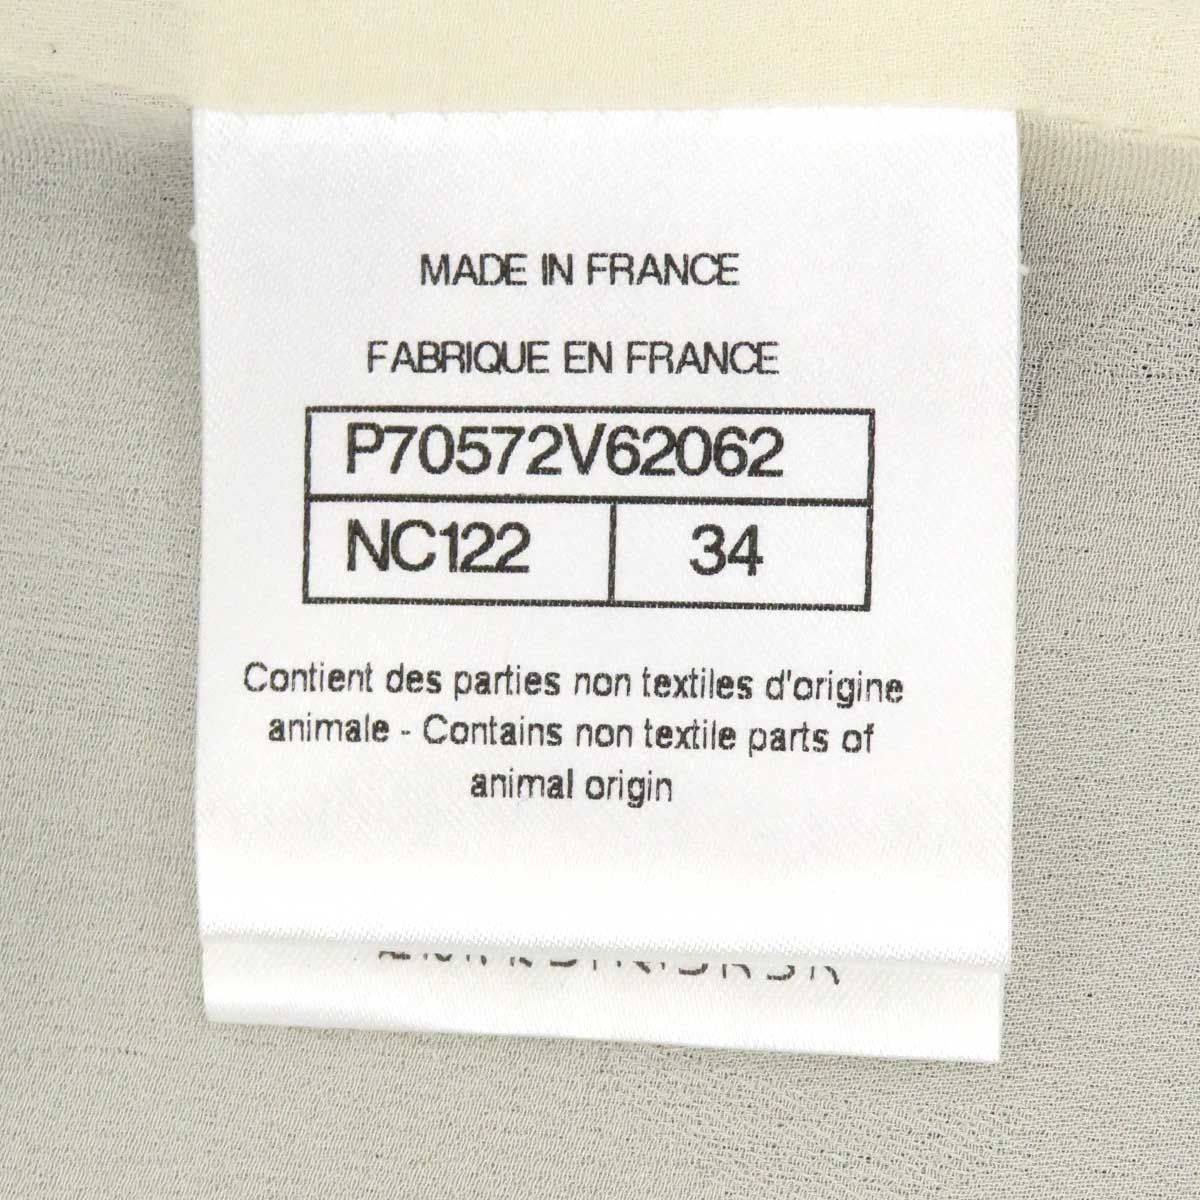 MADE IN FRANCE
FABRIQUE EN FRANCE
P70572V62062
NC122
34
Contient des parties non textiles d'origine
animale - Contains non textile parts of
animal origin